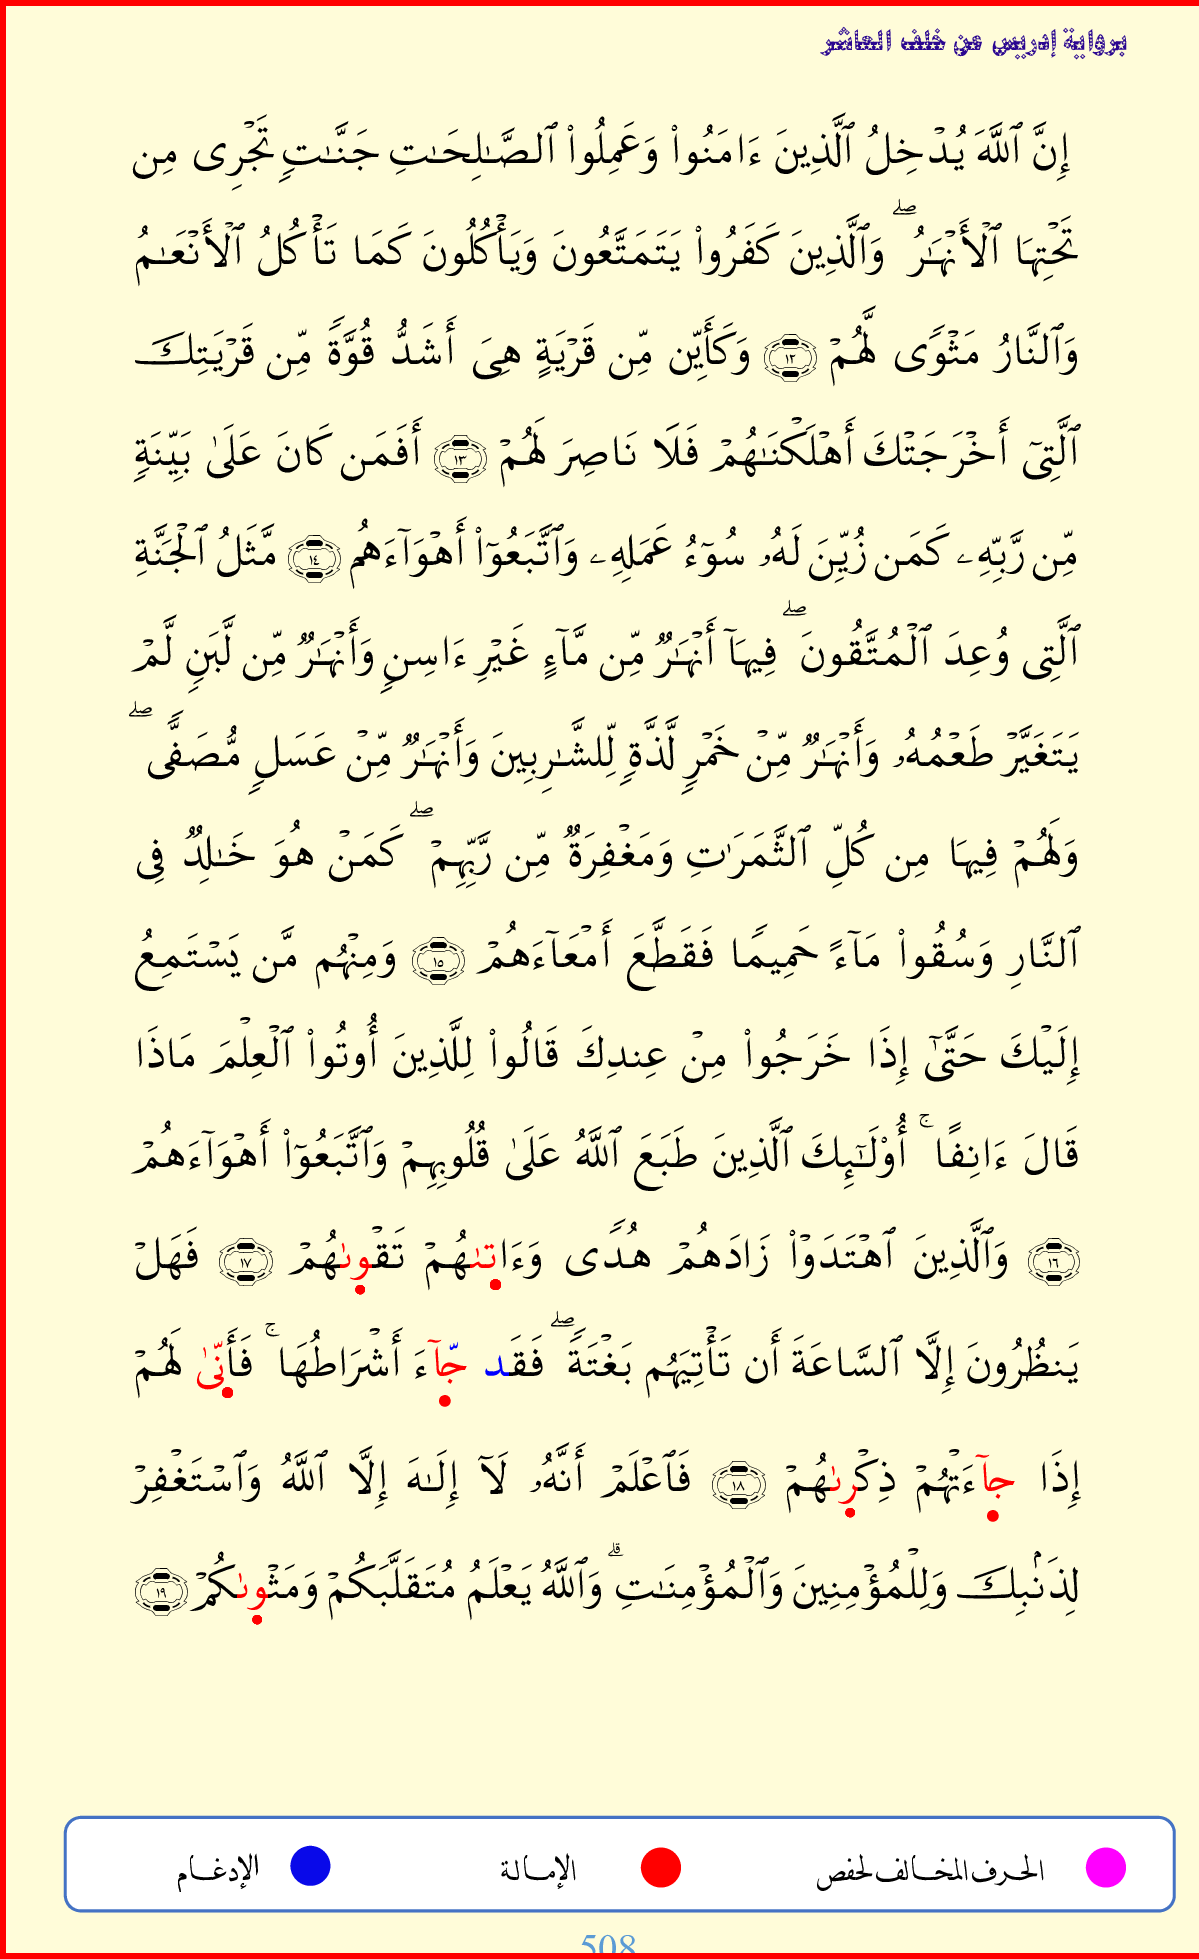 برواية إدريس عن خلف العاشر
إِنَّ ٱللَّهَ يُدۡخِلُ ٱلَّذِينَ ءَامَنُواْ وَعَمِلُواْ ٱلصَّـٰلِحَـٰتِ جَنَّـٰتٖ تَجۡرِی مِن
تَحۡتِهَا ٱلۡأَنۡهَـٰرُۖ وَٱلَّذِينَ كَفَرُواْ يَتَمَتَّعُونَ وَيَأۡكُلُونَ كَمَا تَأۡكُلُ ٱلۡأَنۡعَـٰمُ
وَٱلنَّارُ مَثۡوٗى لَّهُمۡ ١٢ وَكَأَيِّن مِّن قَرۡيَةٍ هِیَ أَشَدُّ قُوَّةٗ مِّن قَرۡيَتِكَ
ٱلَّتِیٓ أَخۡرَجَتۡكَ أَهۡلَكۡنَـٰهُمۡ فَلَا نَاصِرَ لَهُمۡ ١٣ أَفَمَن كَانَ عَلَىٰ بَيِّنَةٖ
مِّن رَّبِّهِۦ كَمَن زُيِّنَ لَهُۥ سُوٓءُ عَمَلِهِۦ وَٱتَّبَعُوٓاْ أَهۡوَآءَهُم ١٤ مَّثَلُ ٱلۡجَنَّةِ
ٱلَّتِی وُعِدَ ٱلۡمُتَّقُونَۖ فِيهَآ أَنۡهَـٰرٞ مِّن مَّآءٍ غَيۡرِ ءَاسِنٖ وَأَنۡهَـٰرٞ مِّن لَّبَنٖ لَّمۡ
يَتَغَيَّرۡ طَعۡمُهُۥ وَأَنۡهَـٰرٞ مِّنۡ خَمۡرٖ لَّذَّةٖ لِّلشَّـٰرِبِينَ وَأَنۡهَـٰرٞ مِّنۡ عَسَلٖ مُّصَفّٗىۖ
وَلَهُمۡ فِيهَا مِن كُلِّ ٱلثَّمَرَٰتِ وَمَغۡفِرَةٞ مِّن رَّبِّهِمۡۖ كَمَنۡ هُوَ خَـٰلِدٞ فِی
ٱلنَّارِ وَسُقُواْ مَآءً حَمِيمٗا فَقَطَّعَ أَمۡعَآءَهُمۡ ١٥ وَمِنۡهُم مَّن يَسۡتَمِعُ
إِلَيۡكَ حَتَّىٰٓ إِذَا خَرَجُواْ مِنۡ عِندِكَ قَالُواْ لِلَّذِينَ أُوتُواْ ٱلۡعِلۡمَ مَاذَا
قَالَ ءَانِفًاۚ أُوْلَـٰٓئِكَ ٱلَّذِينَ طَبَعَ ٱللَّهُ عَلَىٰ قُلُوبِهِمۡ وَٱتَّبَعُوٓاْ أَهۡوَآءَهُمۡ
١٦ وَٱلَّذِينَ ٱهۡتَدَوۡاْ زَادَهُمۡ هُدٗى وَءَاتَىٰهُمۡ تَقۡوَىٰهُمۡ ١٧ فَهَلۡ
يَنظُرُونَ إِلَّا ٱلسَّاعَةَ أَن تَأۡتِيَهُم بَغۡتَةٗۖ فَقَد جَّآءَ أَشۡرَاطُهَاۚ فَأَنّىٰ لَهُمۡ
إِذَا جآءَتۡهُمۡ ذِكۡرىٰهُمۡ ١٨ فَٱعۡلَمۡ أَنَّهُۥ لَآ إِلَـٰهَ إِلَّا ٱللَّهُ وَٱسۡتَغۡفِرۡ
لِذَنۢبِكَ وَلِلۡمُؤۡمِنِينَ وَٱلۡمُؤۡمِنَـٰتِۗ وَٱللَّهُ يَعۡلَمُ مُتَقَلَّبَكُمۡ وَمَثۡوىٰكُمۡ ١٩
الحرف المخالف لحفص الإمالة الإدغام
508